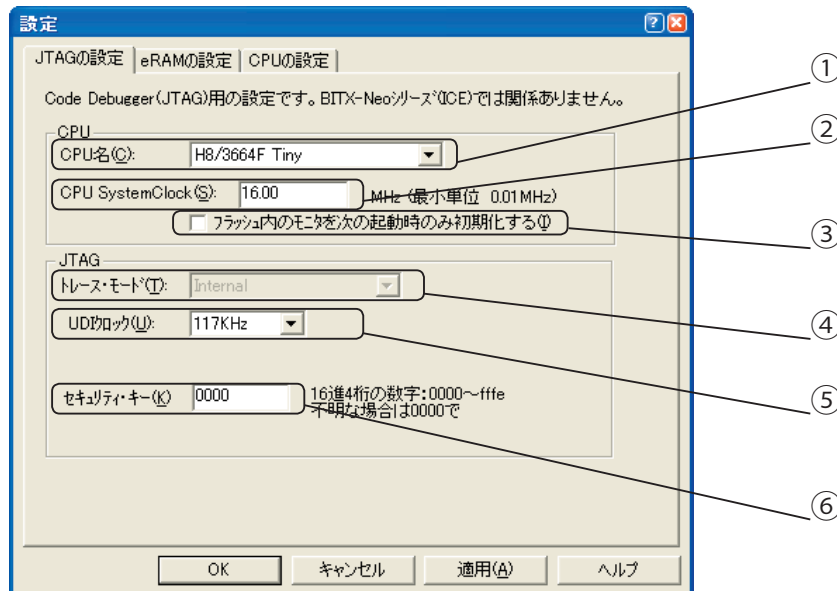 設定
JTAGの設定 eRAMの設定 CPUの設定
Code Debugger(JTAG)用の設定です。BITX-Neoシリーズ(ICE)では関係ありません。
CPU
CPU名(C): H8/3664F Tiny
CPU SystemClock(S): 16.00 MHz (最小単位 0.01MHz)
フラッシュ内のモニタを次の起動時のみ初期化する(I)
JTAG
トレース・モード(T): Internal
UDIクロック(U): 117KHz
セキュリティ・キー(K) 0000 16進4桁の数字:0000~fffe
不明な場合は0000で
OK キャンセル 適用(A) ヘルプ
①
②
③
④
⑤
⑥